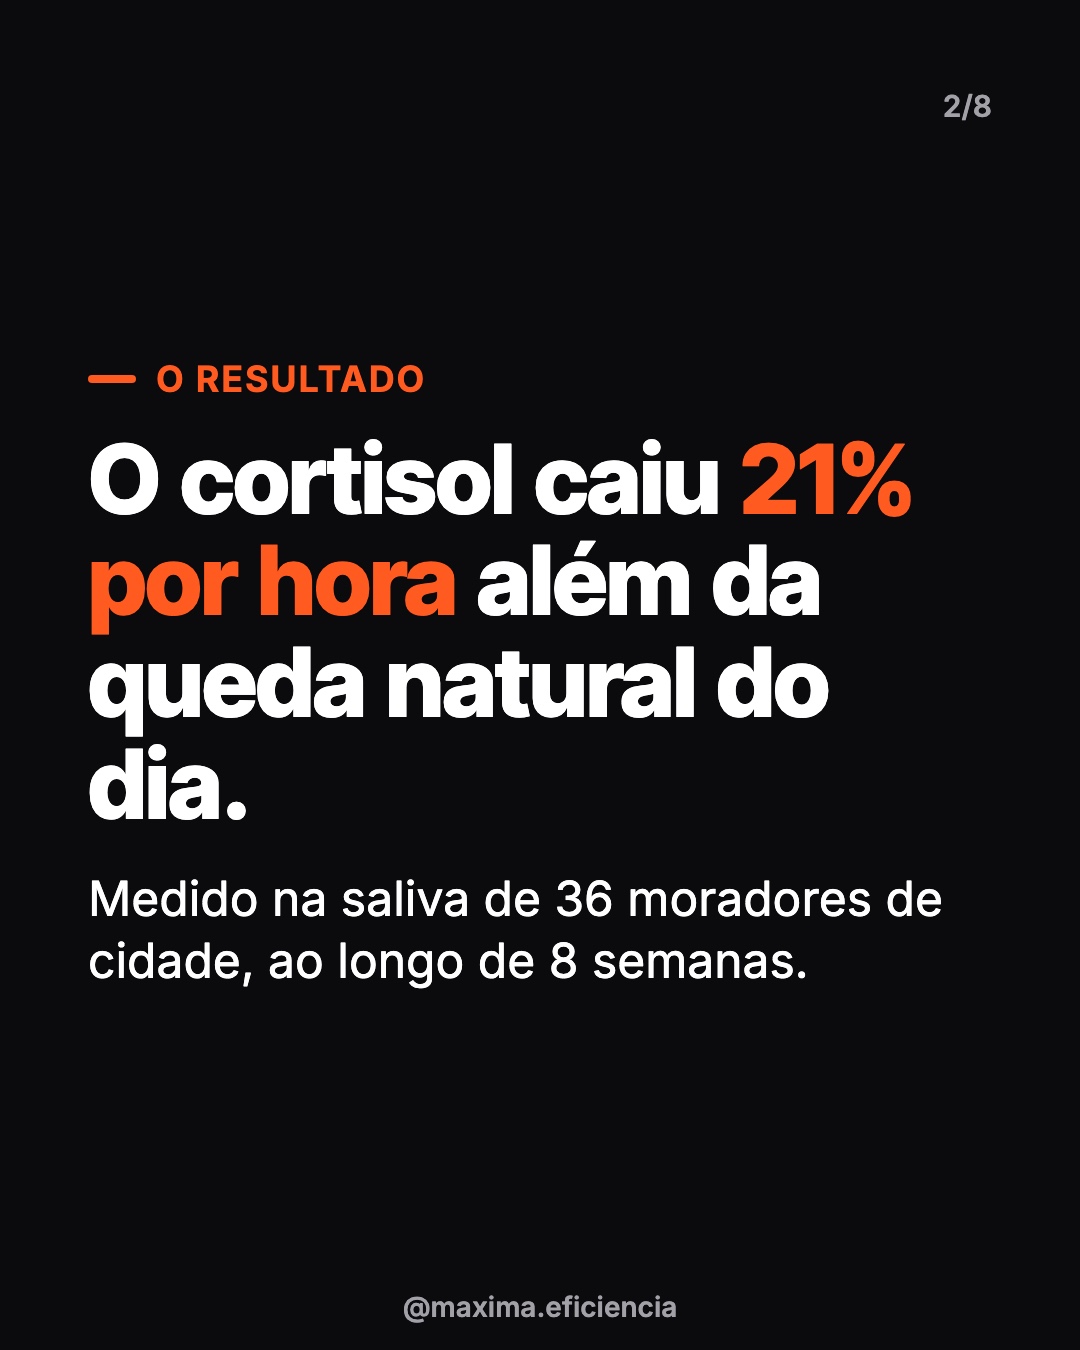 2/8
O RESULTADO
O cortisol caiu 21%
por hora além da
queda natural do
dia.
Medido na saliva de 36 moradores de
cidade, ao longo de 8 semanas.
@maxima.eficiencia